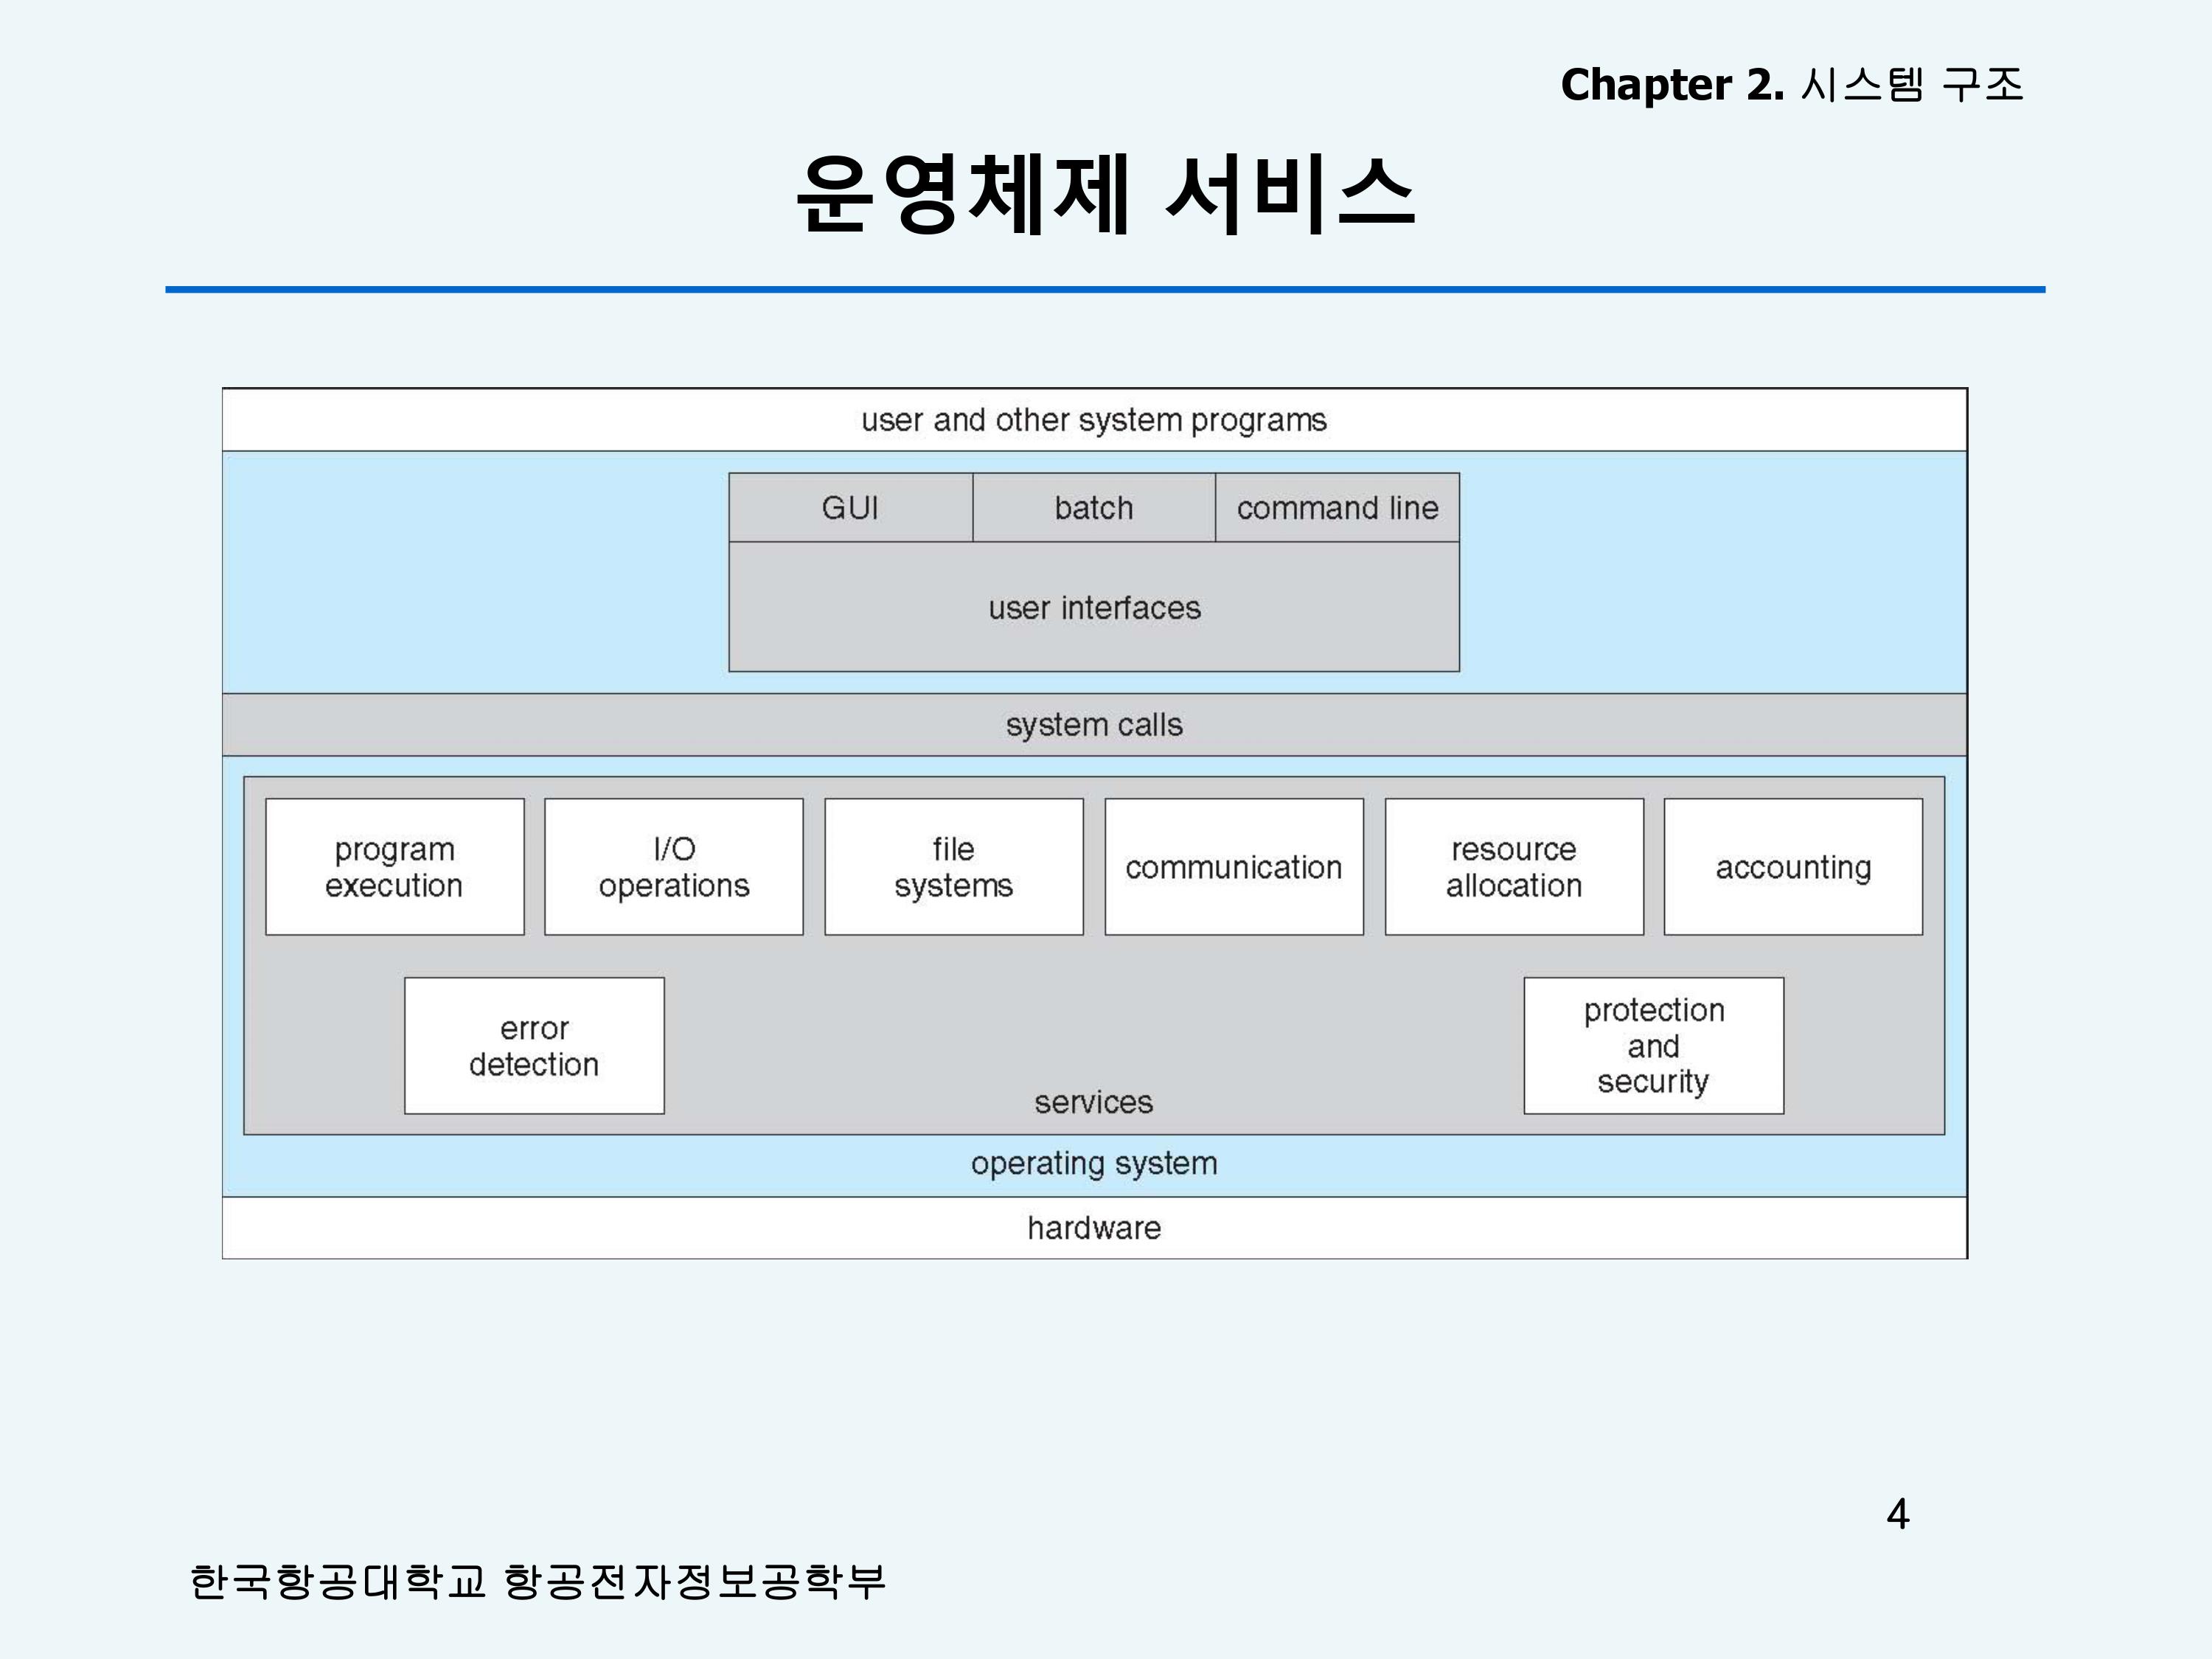 Chapter 2. 시스템 구조
운영체제 서비스
user and other system programs
GUI batch command line
user interfaces
system calls
program
execution
I/O
operations
file
systems
communication
resource
allocation
accounting
error
detection
protection
and
security
services
operating system
hardware
4
한국항공대학교 항공전자정보공학부